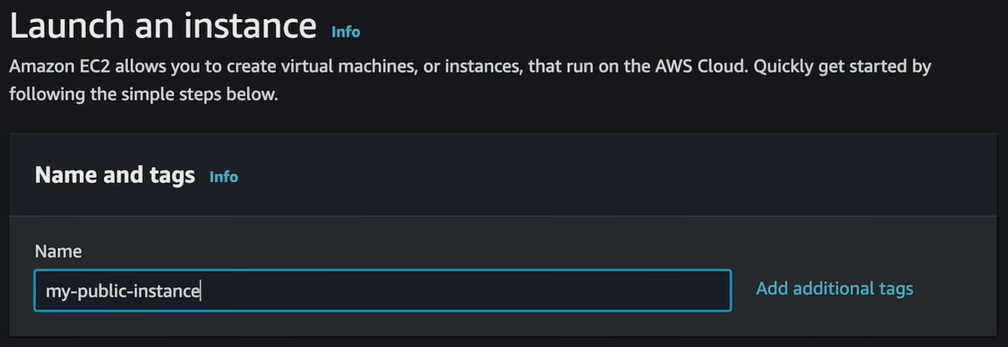 Launch an instance Info
Amazon EC2 allows you to create virtual machines, or instances, that run on the AWS Cloud. Quickly get started by
following the simple steps below.
Name and tags Info
Name
my-public-instance Add additional tags